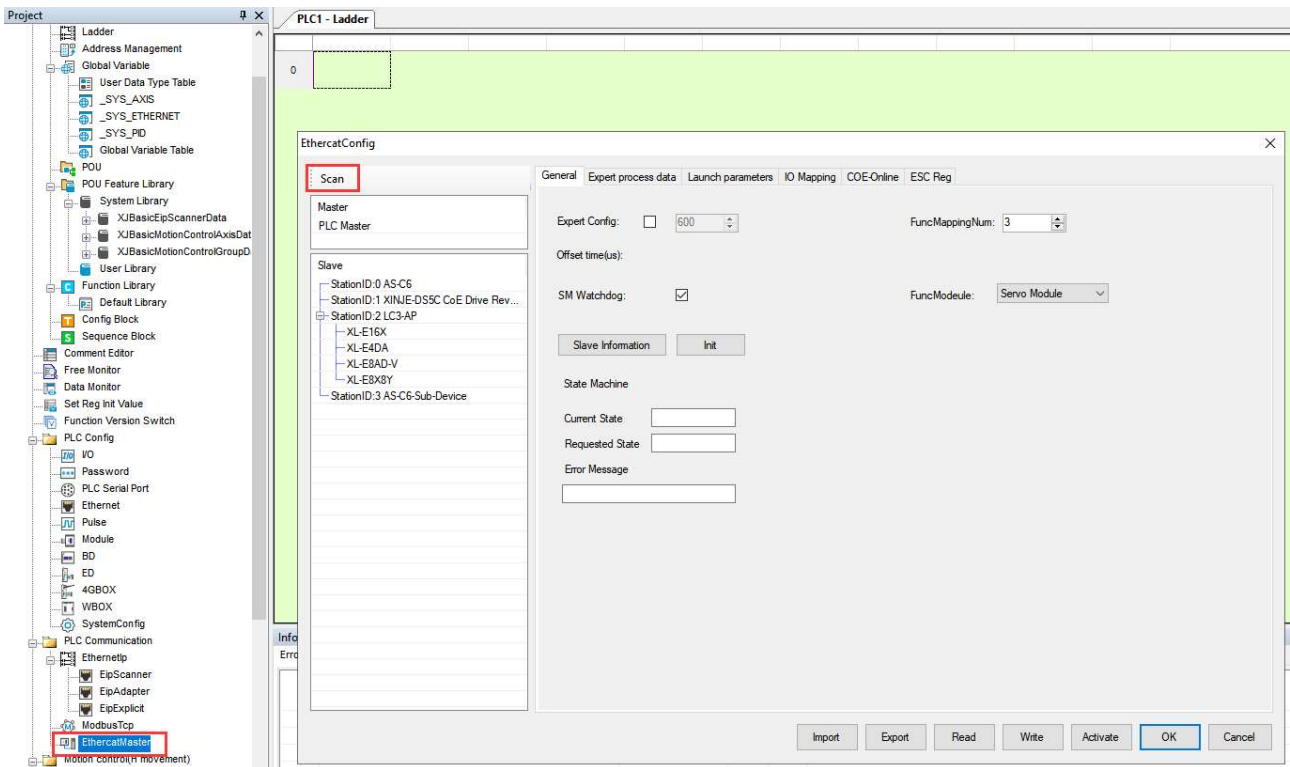 Project
Ladder
Address Management
Global Variable
User Data Type Table
_SYS_AXIS
_SYS_ETHERNET
_SYS_PID
Global Variable Table
POU
POU Feature Library
System Library
XJBasicEipScannerData
XJBasicMotionControlAxisDat
XJBasicMotionControlGroupD
User Library
Function Library
Default Library
Config Block
Sequence Block
Comment Editor
Free Monitor
Data Monitor
Set Reg Init Value
Function Version Switch
PLC Config
I/O
Password
PLC Serial Port
Ethernet
Pulse
Module
BD
ED
4GBOX
WBOX
SystemConfig
PLC Communication
EthernetIp
EipScanner
EipAdapter
EipExplicit
ModbusTcp
EthercatMaster
Motion control(H movement)
PLC1 - Ladder
0
EthercatConfig
Scan
Master
PLC Master
Slave
StationID:0 AS-C6
StationID:1 XINJE-DS5C CoE Drive Rev...
StationID:2 LC3-AP
XL-E16X
XL-E4DA
XL-E8AD-V
XL-E8X8Y
StationID:3 AS-C6-Sub-Device
General Expert process data Launch parameters IO Mapping COE-Online ESC Reg
Expert Config: 600 FuncMappingNum: 3
Offset time(us):
SM Watchdog: FuncModeule: Servo Module
Slave Information Init
State Machine
Current State
Requested State
Error Message
Import Export Read Write Activate OK Cancel
Info
Erro